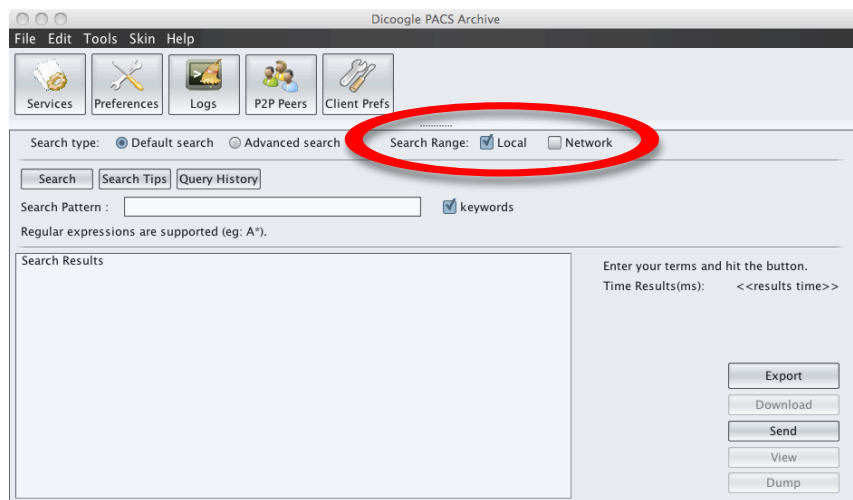 Dicoogle PACS Archive
File Edit Tools Skin Help
Services Preferences Logs P2P Peers Client Prefs
Search type: Default search Advanced search Search Range: Local Network
Search Search Tips Query History
Search Pattern : keywords
Regular expressions are supported (eg: A*).
Search Results
Enter your terms and hit the button.
Time Results(ms): <<results time>>
Export
Download
Send
View
Dump